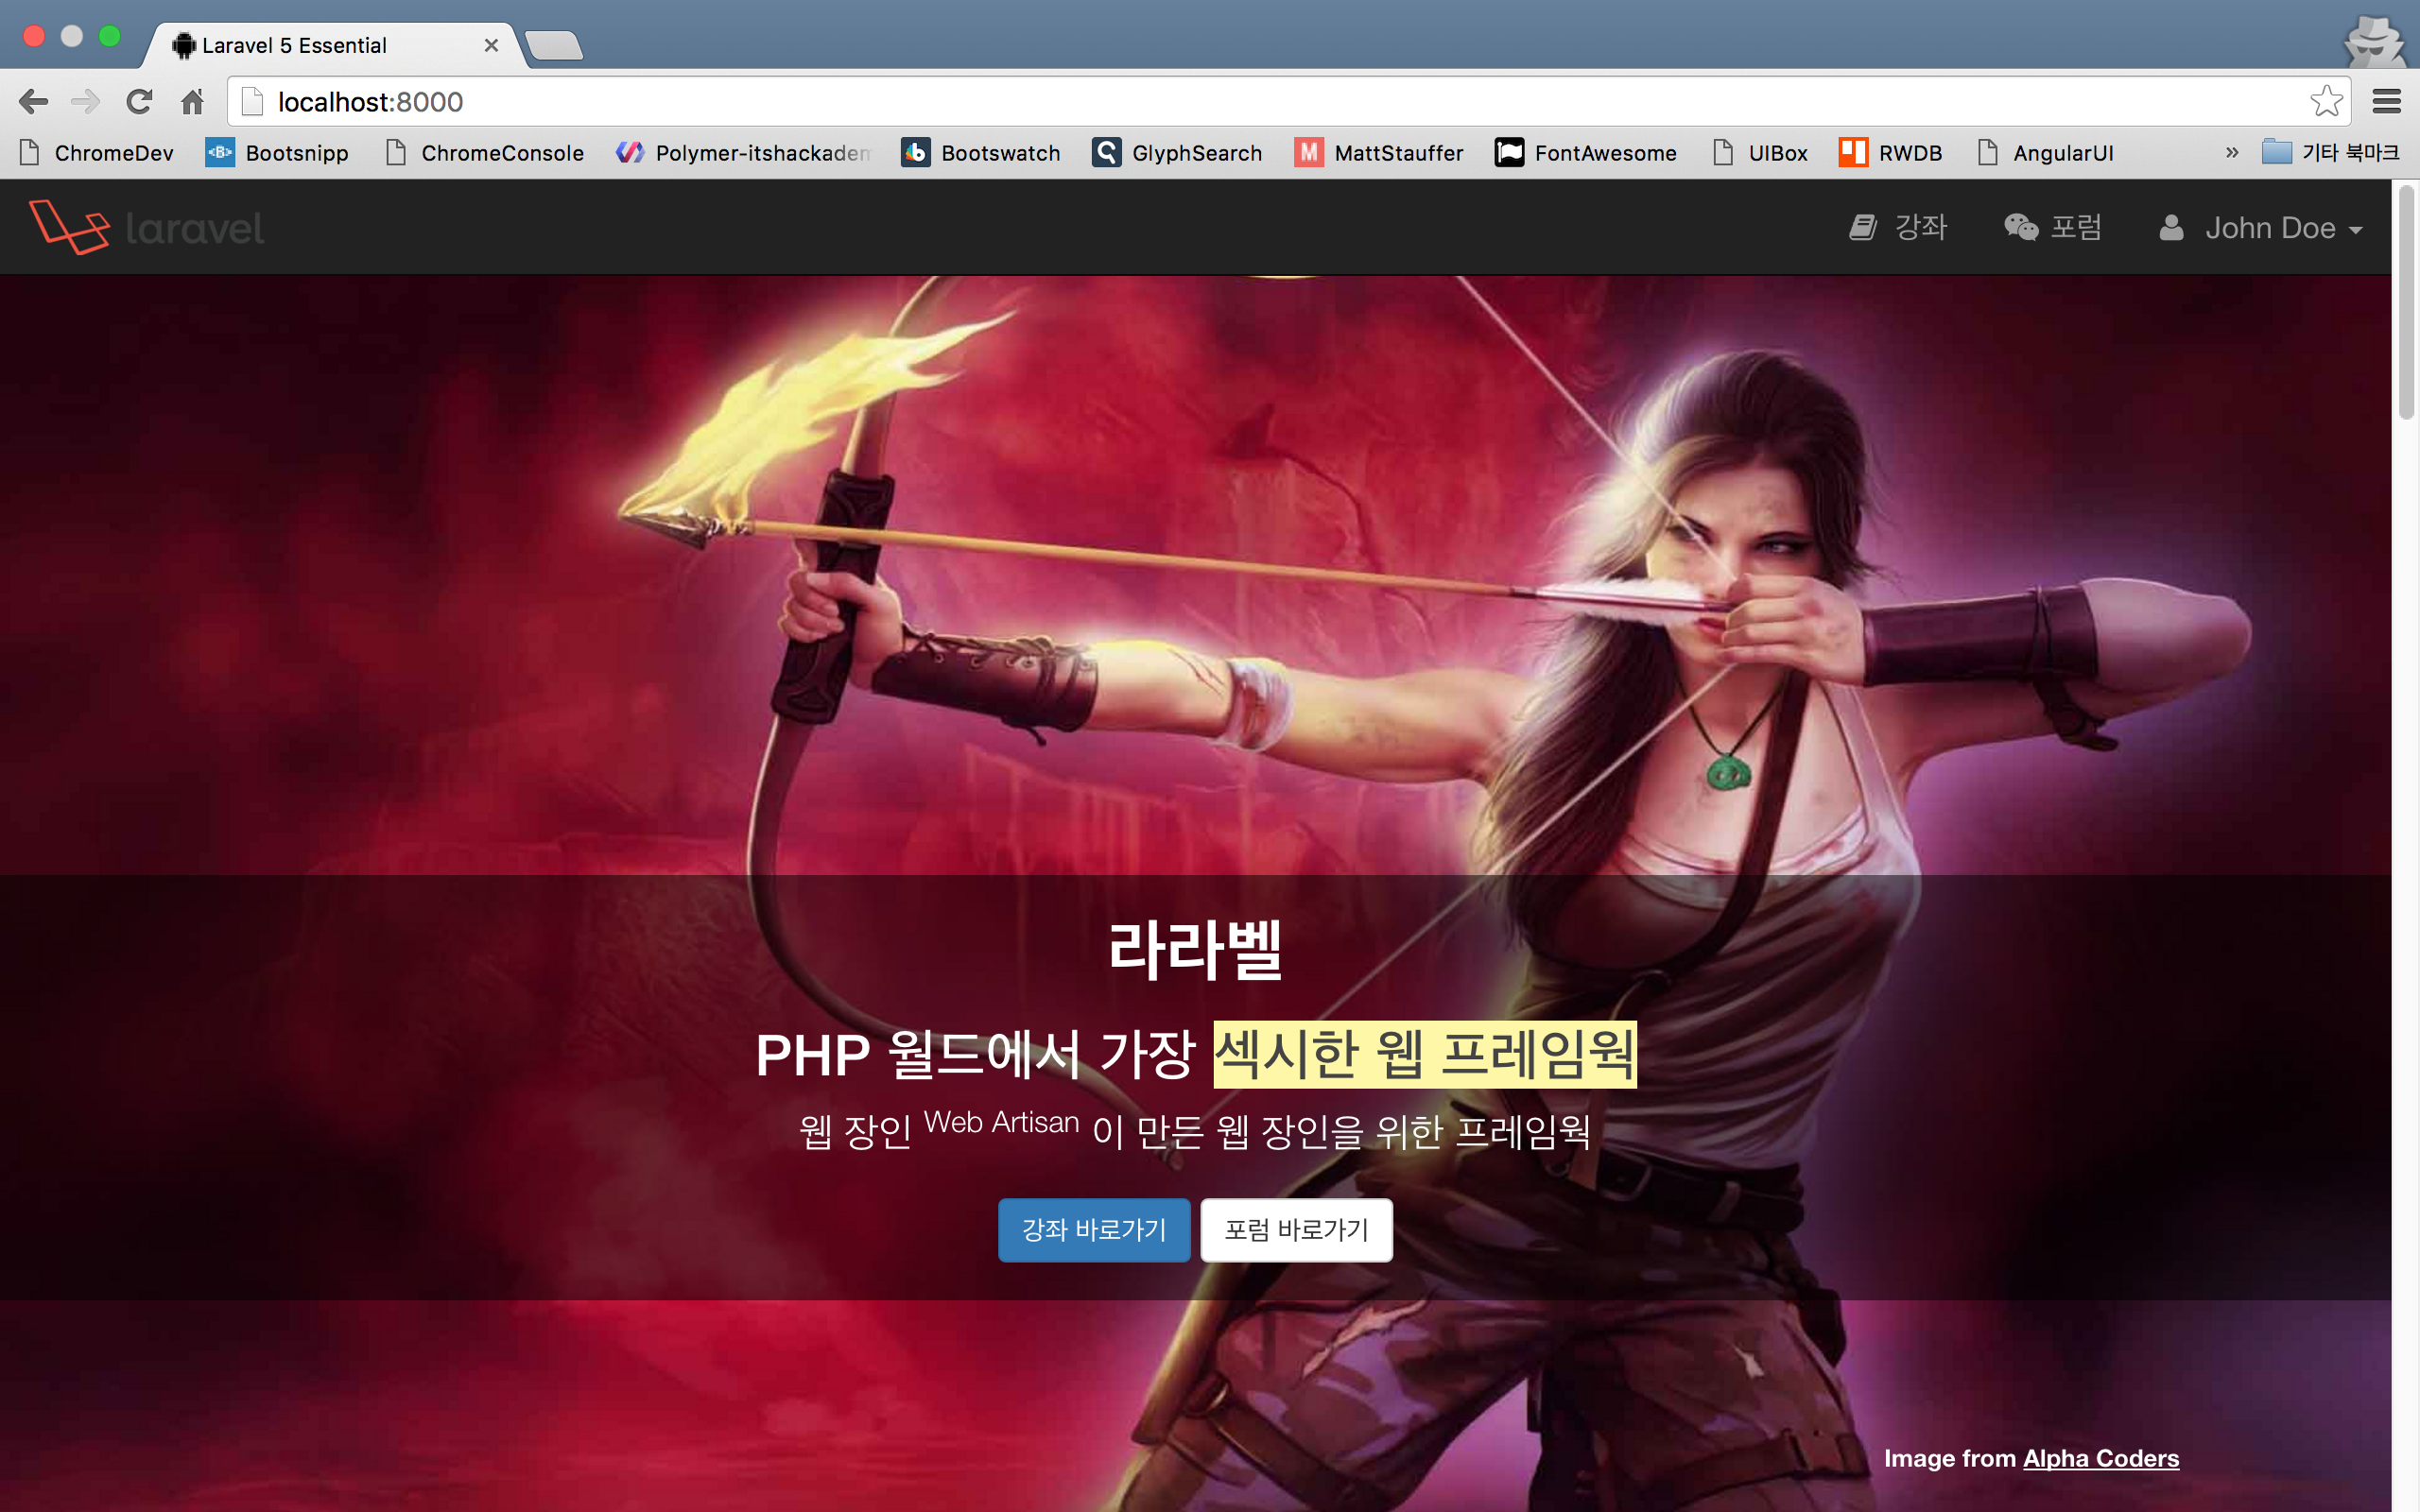 Laravel 5 Essential
localhost:8000
ChromeDev Bootsnipp ChromeConsole Polymer-itshackadem Bootswatch GlyphSearch MattStauffer FontAwesome UIBox RWDB AngularUI » 기타 북마크
laravel 강좌 포럼 John Doe
라라벨
PHP 월드에서 가장 섹시한 웹 프레임웍
웹 장인 Web Artisan 이 만든 웹 장인을 위한 프레임웍
강좌 바로가기 포럼 바로가기
Image from Alpha Coders